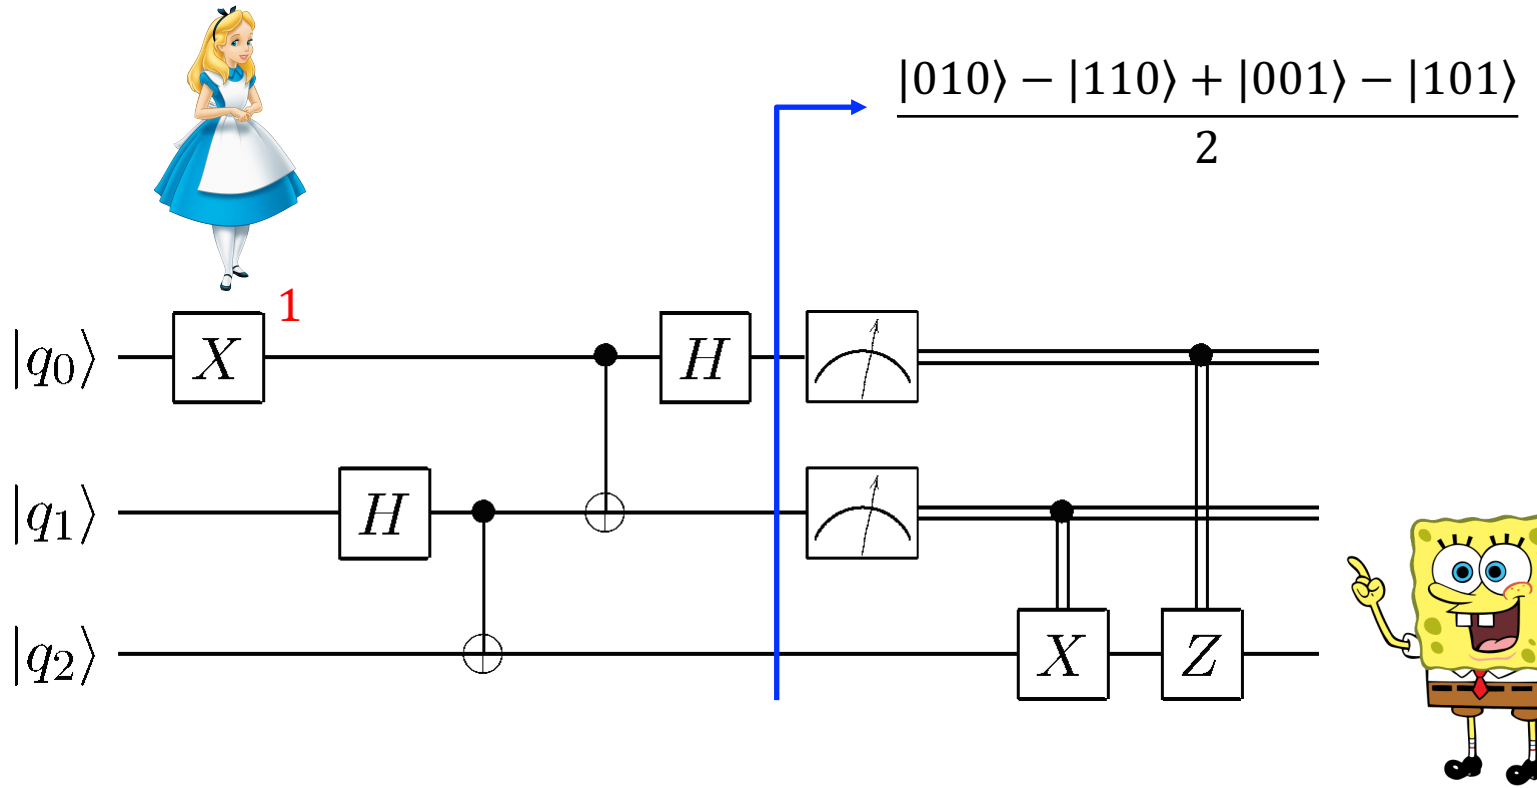 |010⟩ − |110⟩ + |001⟩ − |101⟩
2
1
|q₀⟩ X H
|q₁⟩ H
|q₂⟩ X Z